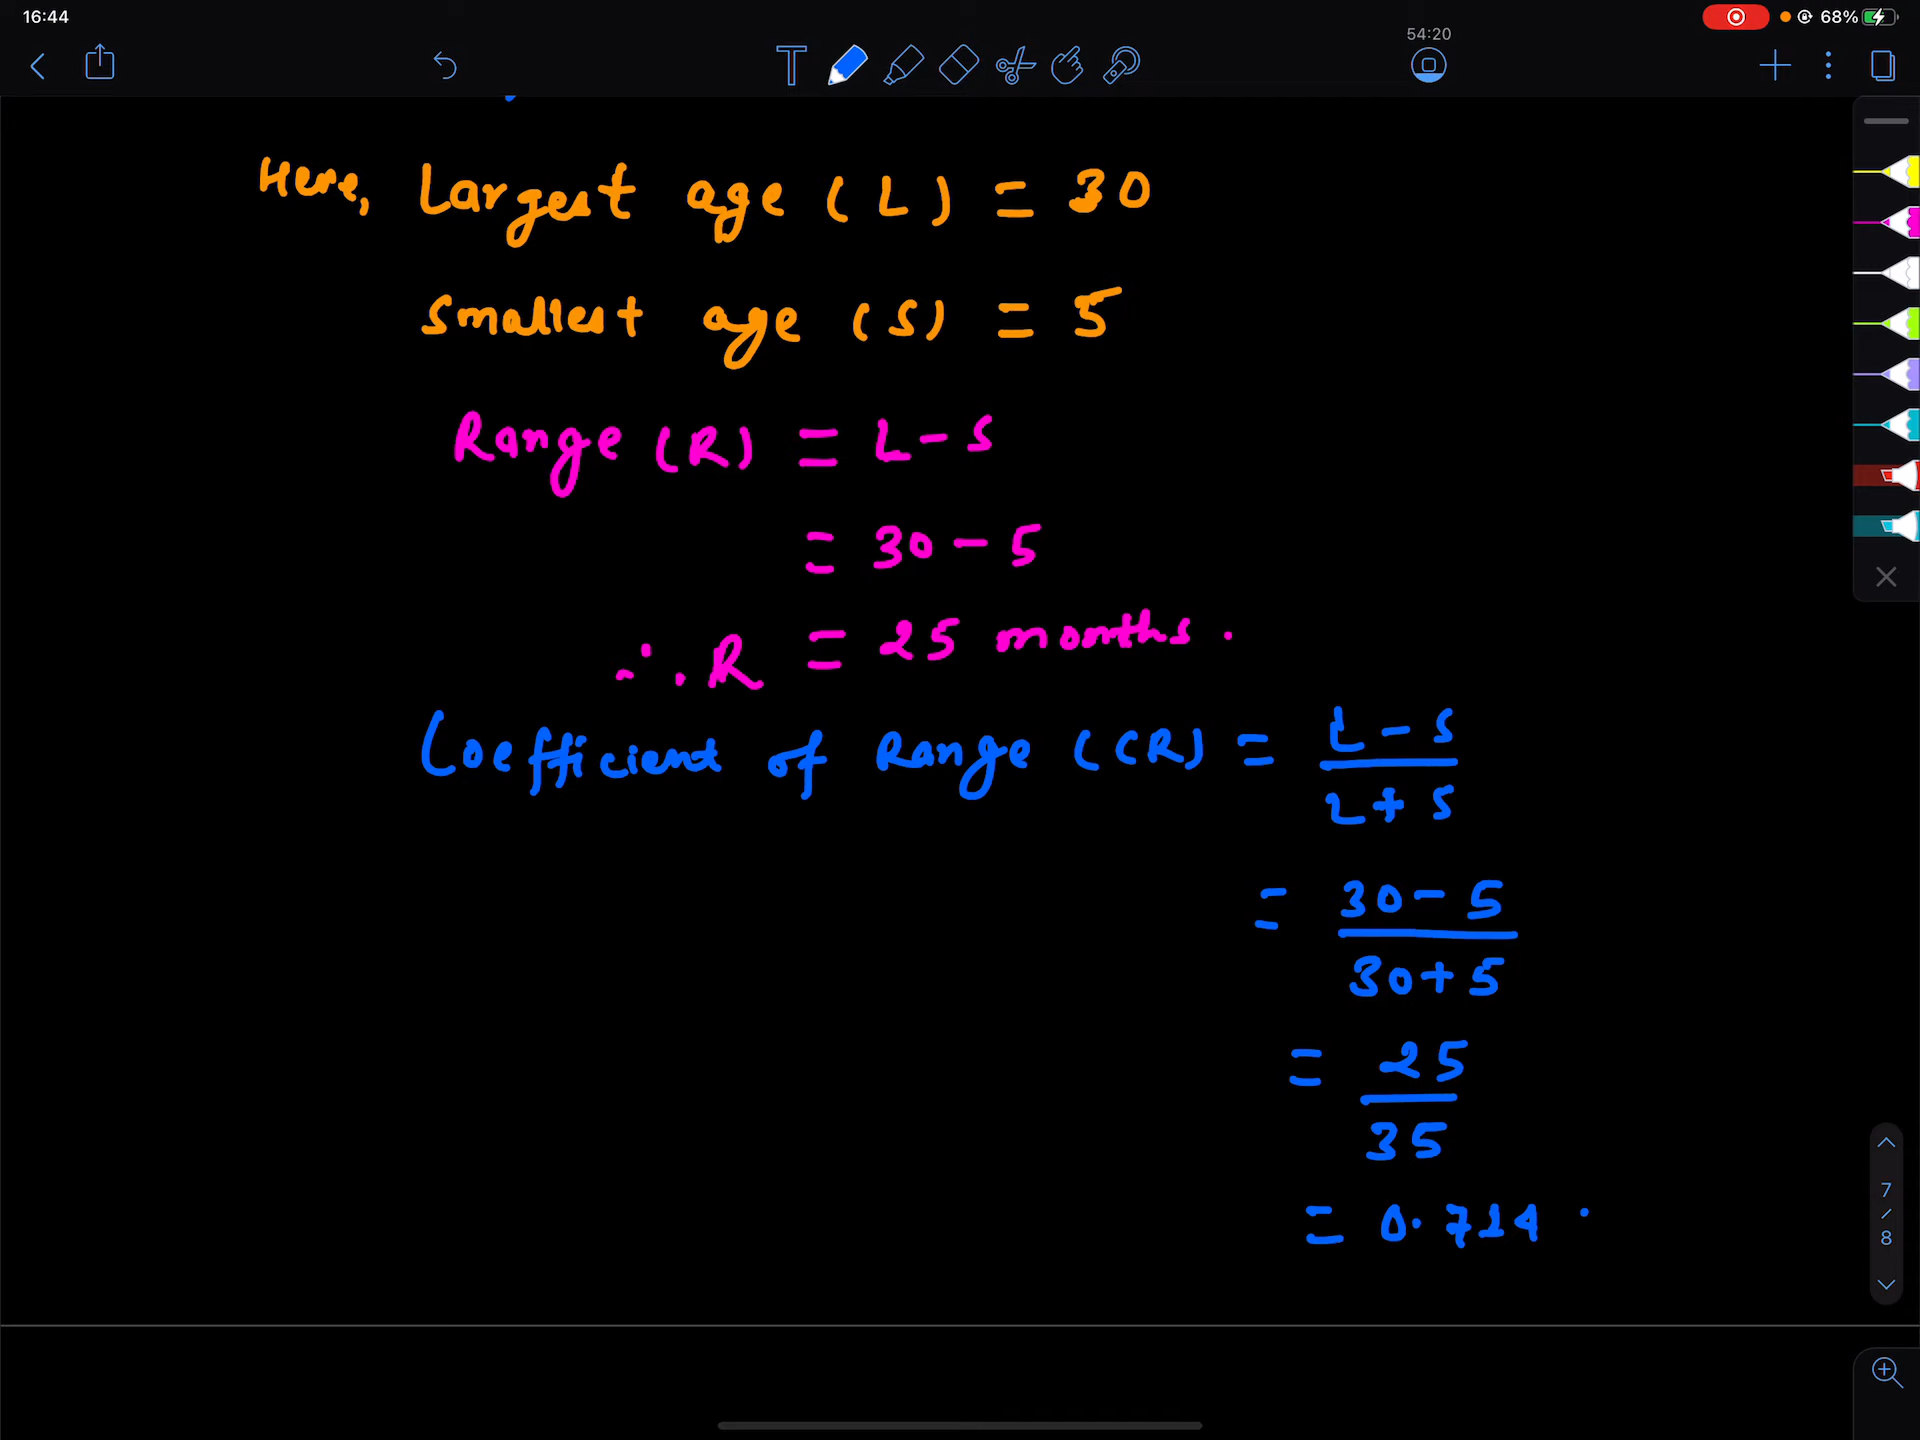 16:44
54:20
68%
T
Here, Largest age (L) = 30
Smallest age (S) = 5
Range (R) = L - S
= 30 - 5
∴ R = 25 months.
Coefficient of Range (CR) = L - S / L + S
= 30 - 5 / 30 + 5
= 25 / 35
= 0.714.
7
/
8